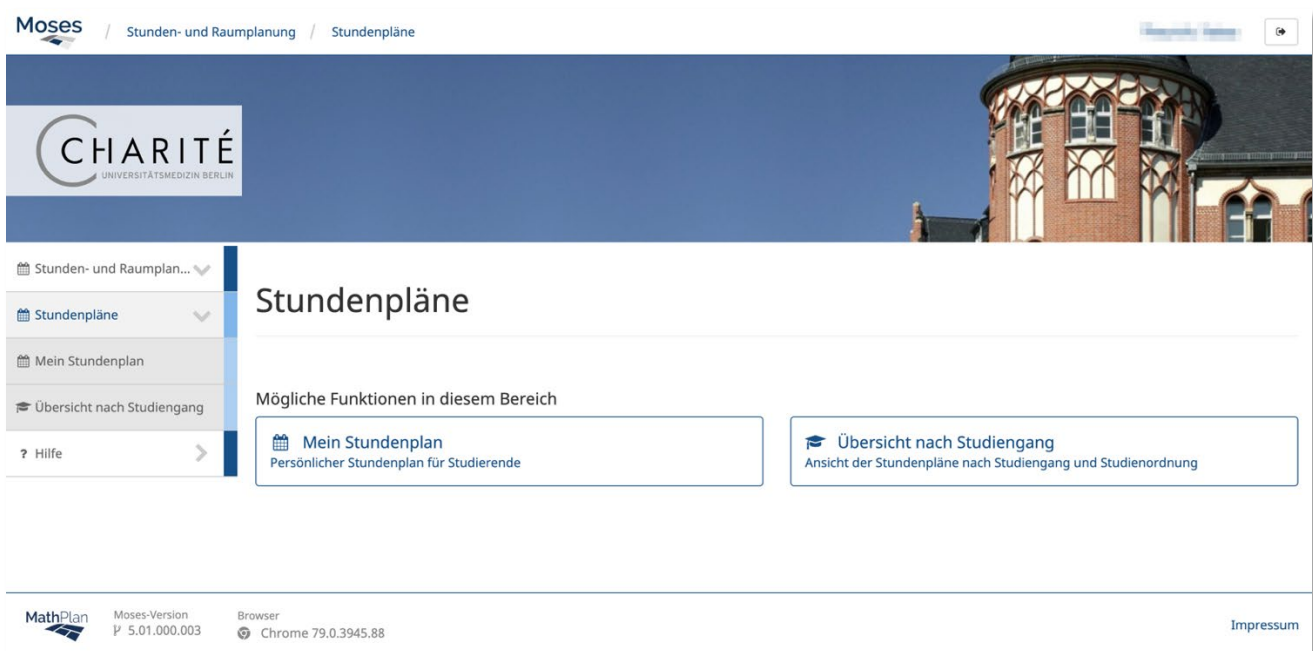 Moses / Stunden- und Raumplanung / Stundenpläne
CHARITÉ
UNIVERSITÄTSMEDIZIN BERLIN
Stunden- und Raumplan...
Stundenpläne
Mein Stundenplan
Übersicht nach Studiengang
? Hilfe
Stundenpläne
Mögliche Funktionen in diesem Bereich
Mein Stundenplan
Persönlicher Stundenplan für Studierende
Übersicht nach Studiengang
Ansicht der Stundenpläne nach Studiengang und Studienordnung
MathPlan
Moses-Version
5.01.000.003
Browser
Chrome 79.0.3945.88
Impressum